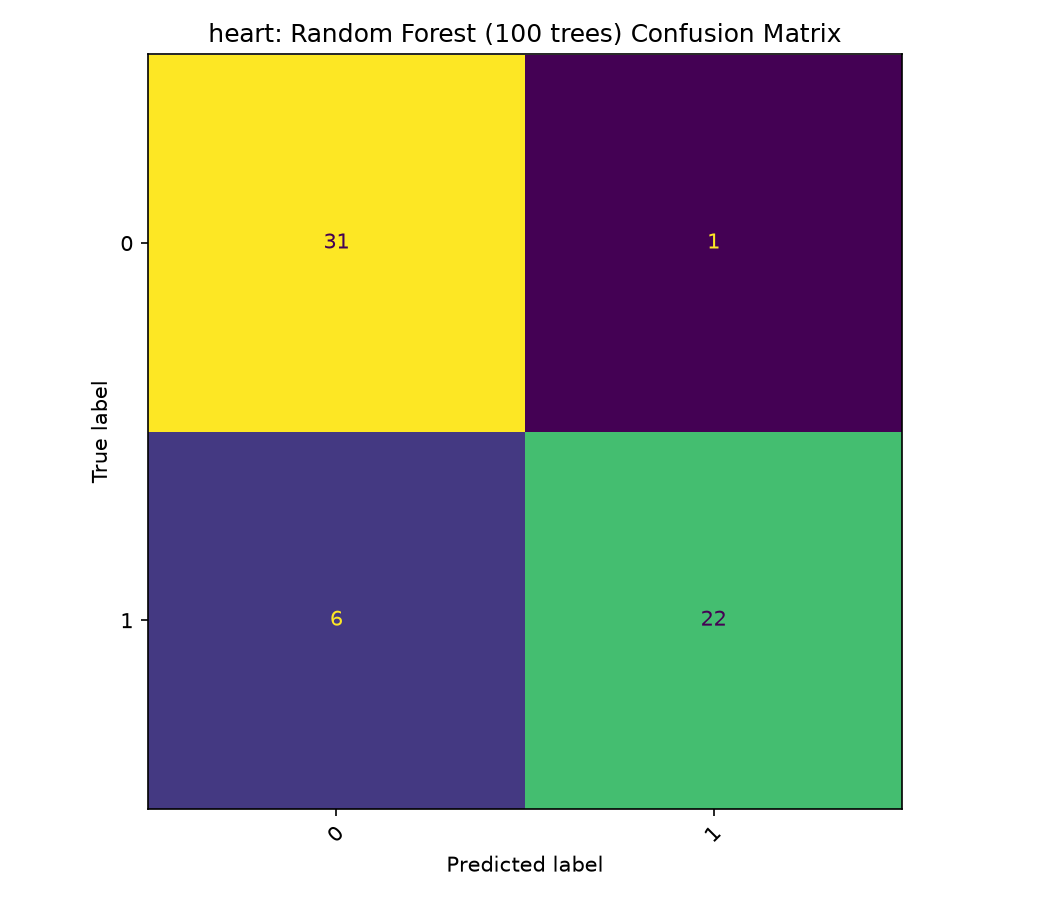 heart: Random Forest (100 trees) Confusion Matrix
31
1
6
22
0
1
True label
0
1
Predicted label